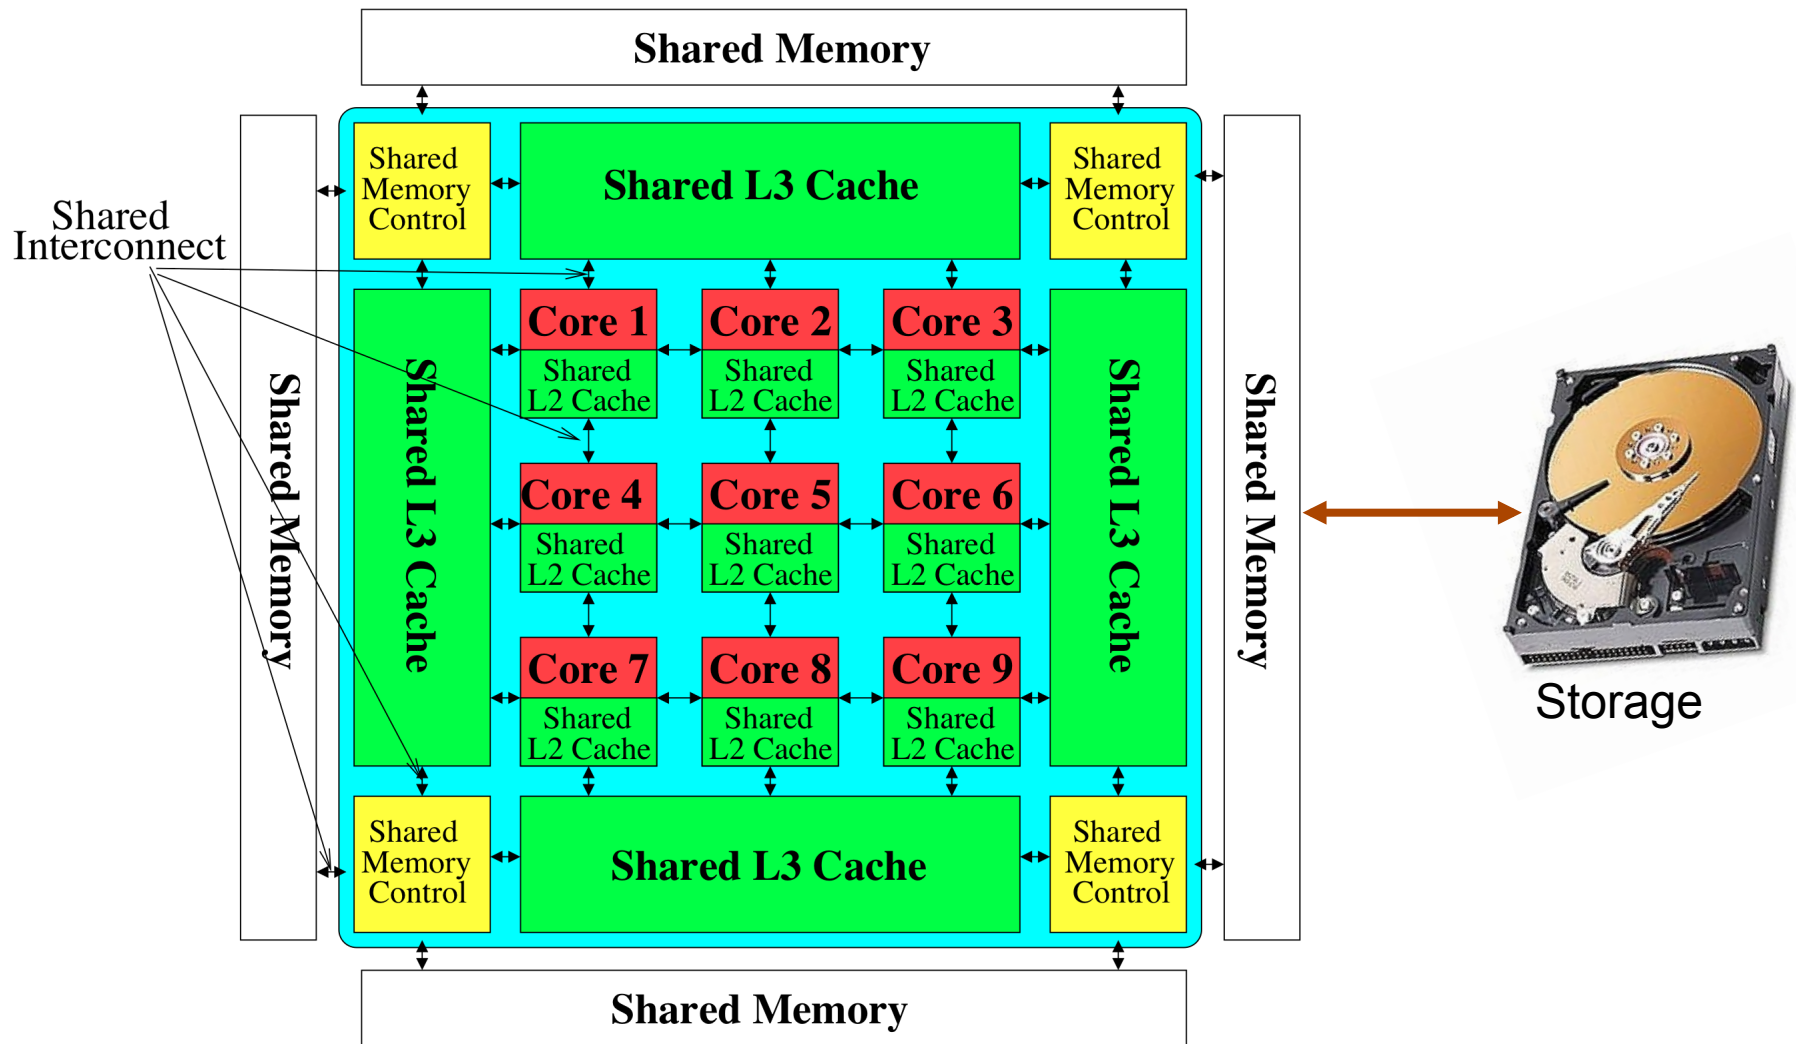 Shared Memory
Shared
Memory
Control
Shared L3 Cache
Shared
Memory
Control
Shared
Interconnect
Shared Memory
Shared L3 Cache
Core 1
Shared
L2 Cache
Core 2
Shared
L2 Cache
Core 3
Shared
L2 Cache
Core 4
Shared
L2 Cache
Core 5
Shared
L2 Cache
Core 6
Shared
L2 Cache
Core 7
Shared
L2 Cache
Core 8
Shared
L2 Cache
Core 9
Shared
L2 Cache
Shared L3 Cache
Shared Memory
Storage
Shared
Memory
Control
Shared L3 Cache
Shared
Memory
Control
Shared Memory